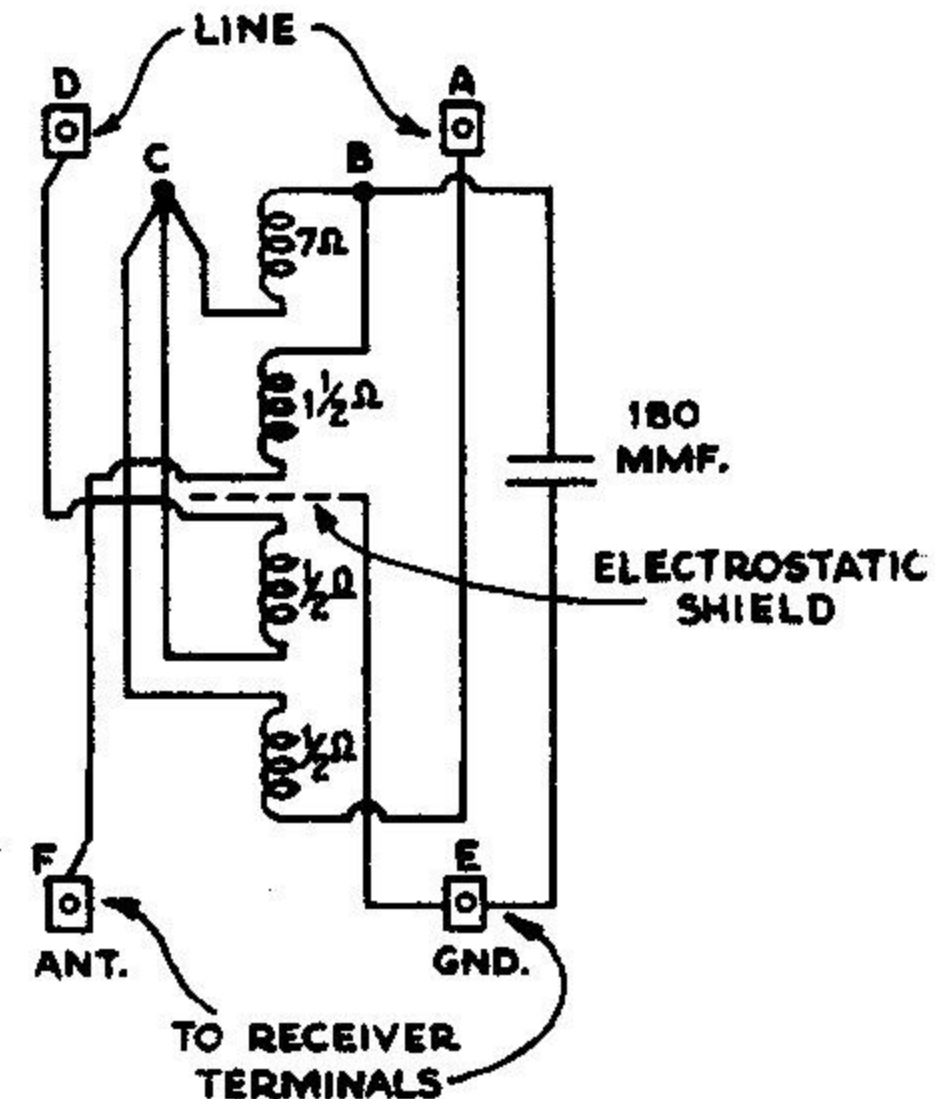 LINE
D
A
C
B
7Ω
1½Ω
180
MMF.
ELECTROSTATIC
SHIELD
½Ω
½Ω
F
E
ANT.
GND.
TO RECEIVER
TERMINALS